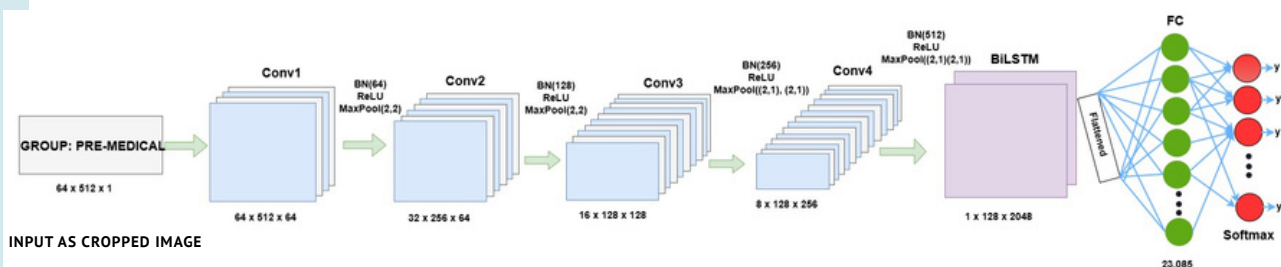 GROUP: PRE-MEDICAL
64 x 512 x 1
INPUT AS CROPPED IMAGE
Conv1
64 x 512 x 64
BN(64)
ReLU
MaxPool(2,2)
Conv2
32 x 256 x 64
BN(128)
ReLU
MaxPool(2,2)
Conv3
16 x 128 x 128
BN(256)
ReLU
MaxPool((2,1), (2,1))
Conv4
8 x 128 x 256
BN(512)
ReLU
MaxPool((2,1)(2,1))
BiLSTM
1 x 128 x 2048
Flattened
FC
23,085
y
y
y
y
Softmax